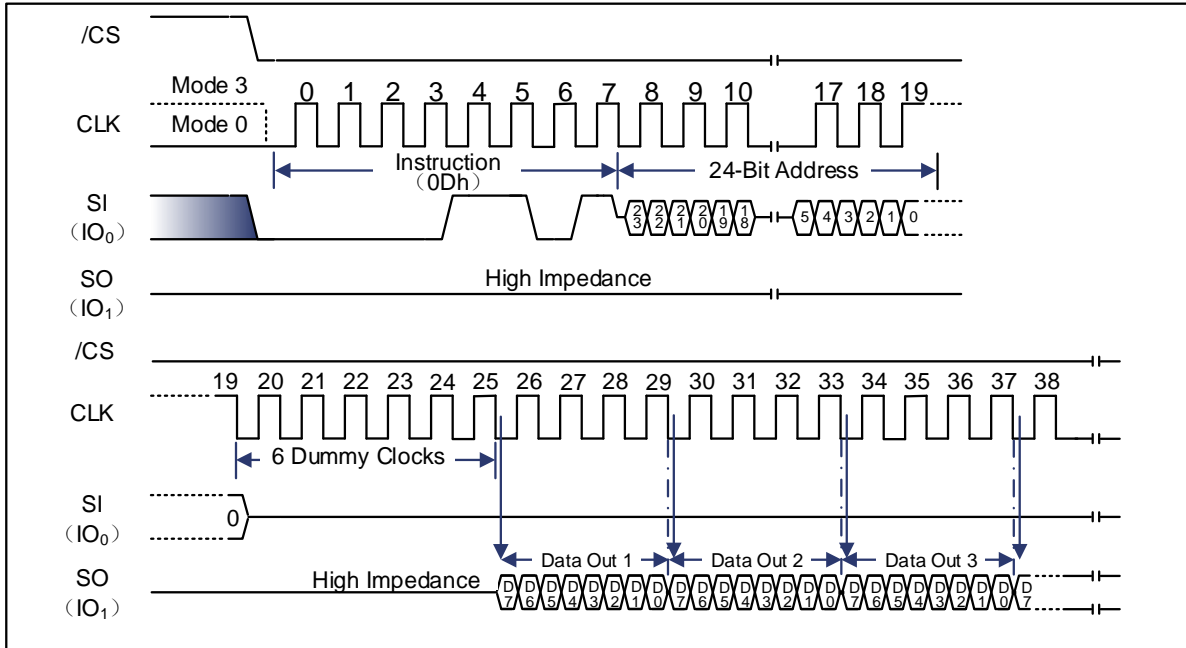 /CS
Mode 3
0 1 2 3 4 5 6 7 8 9 10 17 18 19
CLK
Mode 0
Instruction
（0Dh）
24-Bit Address
SI
（IO0）
23 22 21 20 19 18 5 4 3 2 1 0
SO
（IO1）
High Impedance
/CS
19 20 21 22 23 24 25 26 27 28 29 30 31 32 33 34 35 36 37 38
CLK
6 Dummy Clocks
SI
（IO0）
0
Data Out 1 Data Out 2 Data Out 3
SO
（IO1）
High Impedance
D7 D6 D5 D4 D3 D2 D1 D0 D7 D6 D5 D4 D3 D2 D1 D0 D7 D6 D5 D4 D3 D2 D1 D0 D7